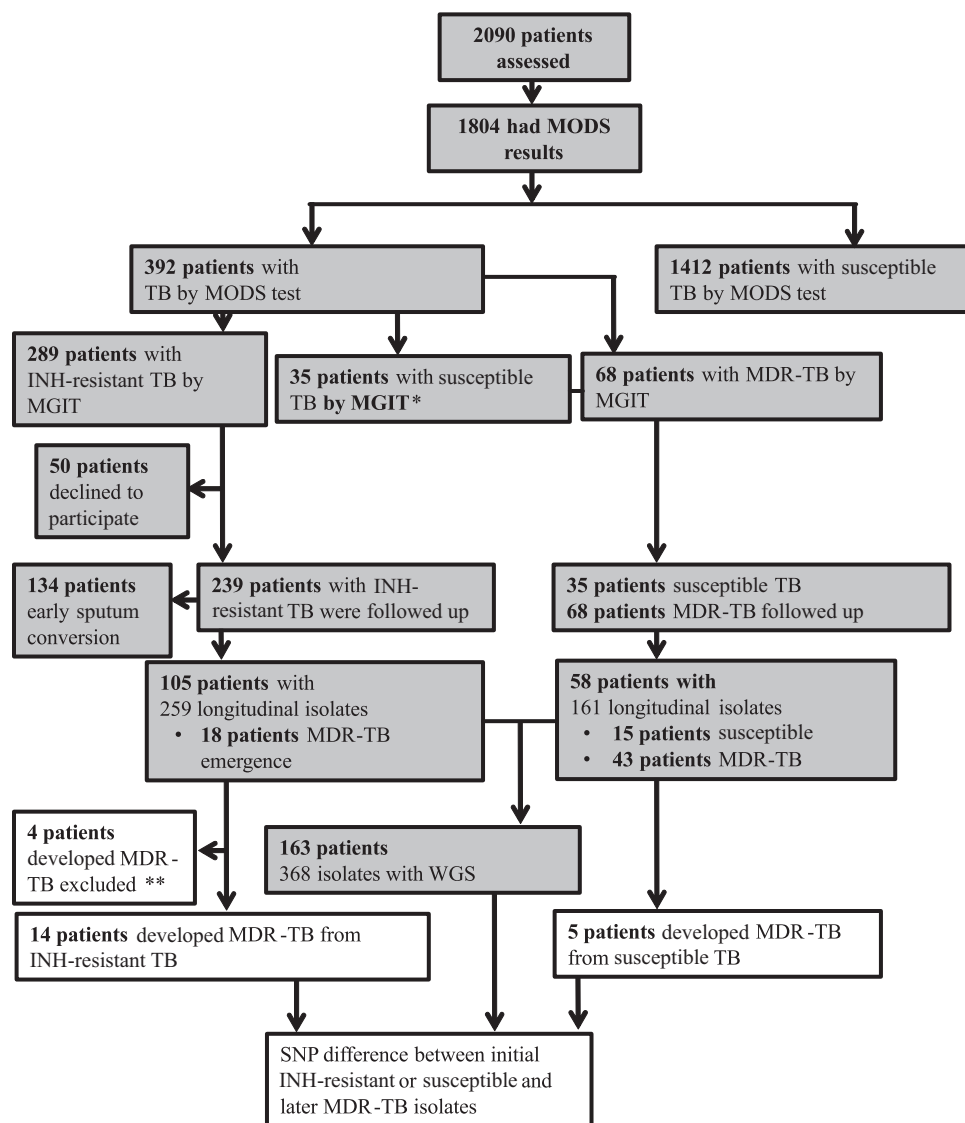 2090 patients
assessed
1804 had MODS
results
392 patients with
TB by MODS test
1412 patients with susceptible
TB by MODS test
289 patients with
INH-resistant TB by
MGIT
35 patients with susceptible
TB by MGIT*
68 patients with MDR-TB by
MGIT
50 patients
declined to
participate
134 patients
early sputum
conversion
239 patients with INH-
resistant TB were followed up
35 patients susceptible TB
68 patients MDR-TB followed up
105 patients with
259 longitudinal isolates
• 18 patients MDR-TB
emergence
58 patients with
161 longitudinal isolates
• 15 patients susceptible
• 43 patients MDR-TB
4 patients
developed MDR-
TB excluded **
163 patients
368 isolates with WGS
14 patients developed MDR-TB from
INH-resistant TB
5 patients developed MDR-TB
from susceptible TB
SNP difference between initial
INH-resistant or susceptible and
later MDR-TB isolates